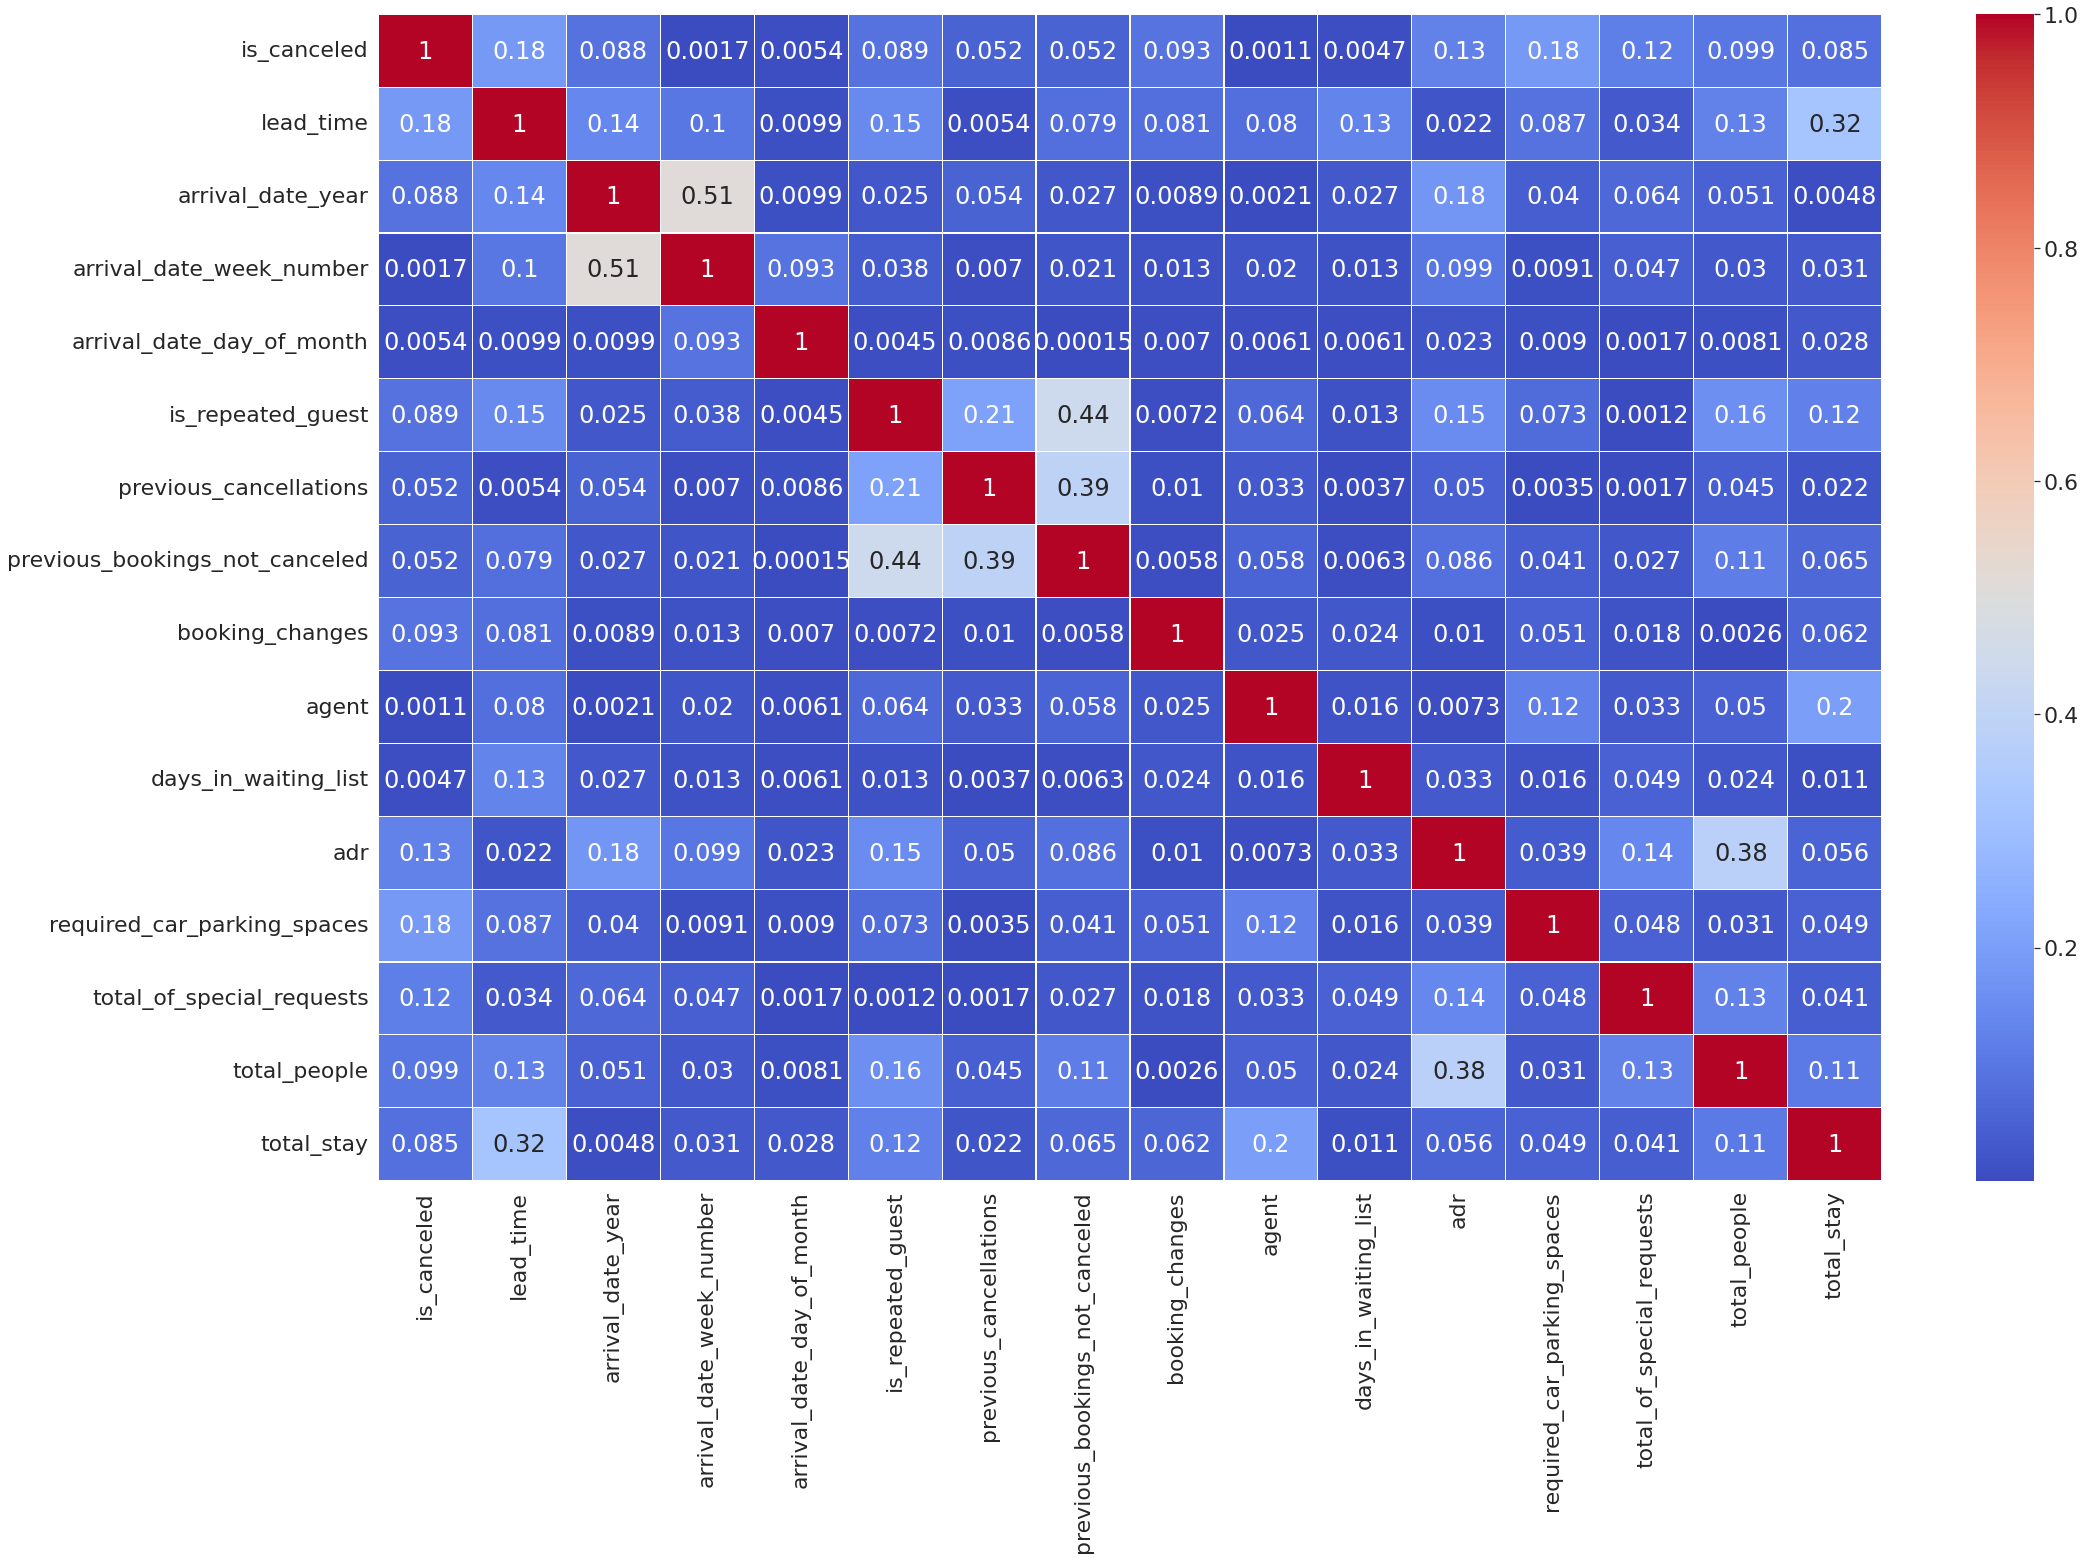 is_canceled 1 0.18 0.088 0.0017 0.0054 0.089 0.052 0.052 0.093 0.0011 0.0047 0.13 0.18 0.12 0.099 0.085
lead_time 0.18 1 0.14 0.1 0.0099 0.15 0.0054 0.079 0.081 0.08 0.13 0.022 0.087 0.034 0.13 0.32
arrival_date_year 0.088 0.14 1 0.51 0.0099 0.025 0.054 0.027 0.0089 0.0021 0.027 0.18 0.04 0.064 0.051 0.0048
arrival_date_week_number 0.0017 0.1 0.51 1 0.093 0.038 0.007 0.021 0.013 0.02 0.013 0.099 0.0091 0.047 0.03 0.031
arrival_date_day_of_month 0.0054 0.0099 0.0099 0.093 1 0.0045 0.0086 0.00015 0.007 0.0061 0.0061 0.023 0.009 0.0017 0.0081 0.028
is_repeated_guest 0.089 0.15 0.025 0.038 0.0045 1 0.21 0.44 0.0072 0.064 0.013 0.15 0.073 0.0012 0.16 0.12
previous_cancellations 0.052 0.0054 0.054 0.007 0.0086 0.21 1 0.39 0.01 0.033 0.0037 0.05 0.0035 0.0017 0.045 0.022
previous_bookings_not_canceled 0.052 0.079 0.027 0.021 0.00015 0.44 0.39 1 0.0058 0.058 0.0063 0.086 0.041 0.027 0.11 0.065
booking_changes 0.093 0.081 0.0089 0.013 0.007 0.0072 0.01 0.0058 1 0.025 0.024 0.01 0.051 0.018 0.0026 0.062
agent 0.0011 0.08 0.0021 0.02 0.0061 0.064 0.033 0.058 0.025 1 0.016 0.0073 0.12 0.033 0.05 0.2
days_in_waiting_list 0.0047 0.13 0.027 0.013 0.0061 0.013 0.0037 0.0063 0.024 0.016 1 0.033 0.016 0.049 0.024 0.011
adr 0.13 0.022 0.18 0.099 0.023 0.15 0.05 0.086 0.01 0.0073 0.033 1 0.039 0.14 0.38 0.056
required_car_parking_spaces 0.18 0.087 0.04 0.0091 0.009 0.073 0.0035 0.041 0.051 0.12 0.016 0.039 1 0.048 0.031 0.049
total_of_special_requests 0.12 0.034 0.064 0.047 0.0017 0.0012 0.0017 0.027 0.018 0.033 0.049 0.14 0.048 1 0.13 0.041
total_people 0.099 0.13 0.051 0.03 0.0081 0.16 0.045 0.11 0.0026 0.05 0.024 0.38 0.031 0.13 1 0.11
total_stay 0.085 0.32 0.0048 0.031 0.028 0.12 0.022 0.065 0.062 0.2 0.011 0.056 0.049 0.041 0.11 1
is_canceled
lead_time
arrival_date_year
arrival_date_week_number
arrival_date_day_of_month
is_repeated_guest
previous_cancellations
previous_bookings_not_canceled
booking_changes
agent
days_in_waiting_list
adr
required_car_parking_spaces
total_of_special_requests
total_people
total_stay
1.0
0.8
0.6
0.4
0.2